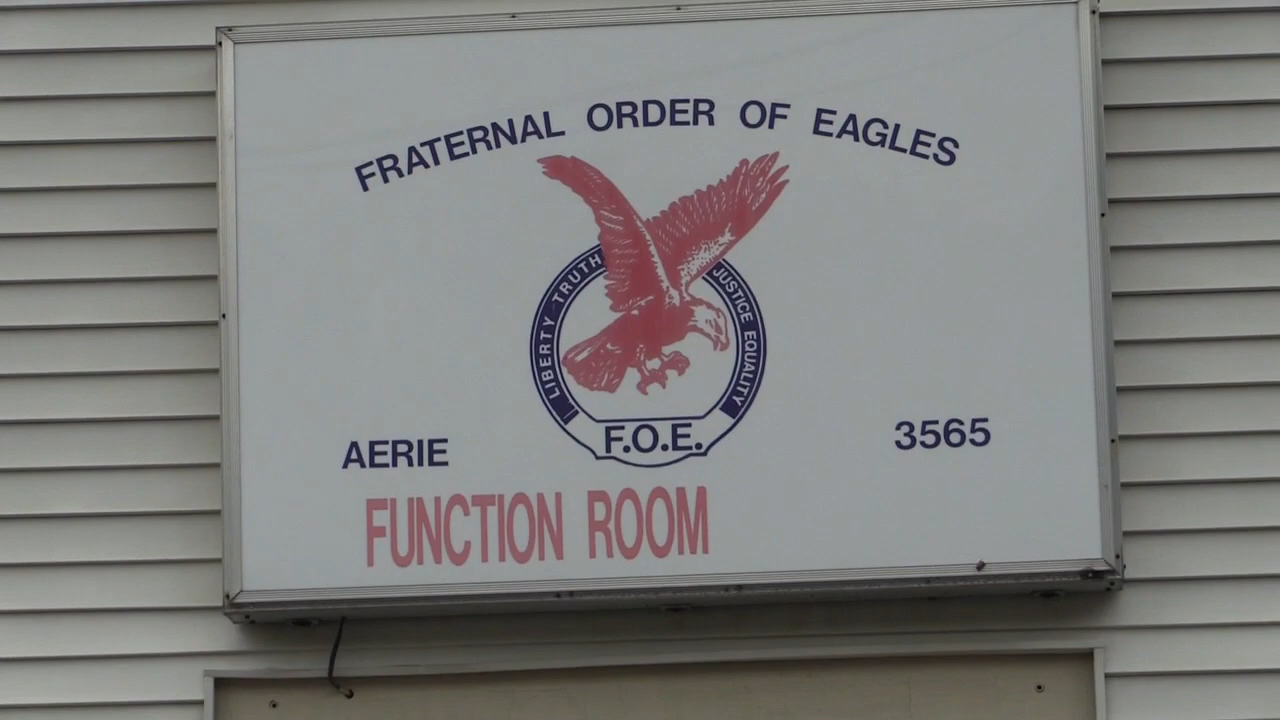 FRATERNAL ORDER OF EAGLES
LIBERTY TRUTH JUSTICE EQUALITY
F.O.E.
AERIE 3565
FUNCTION ROOM